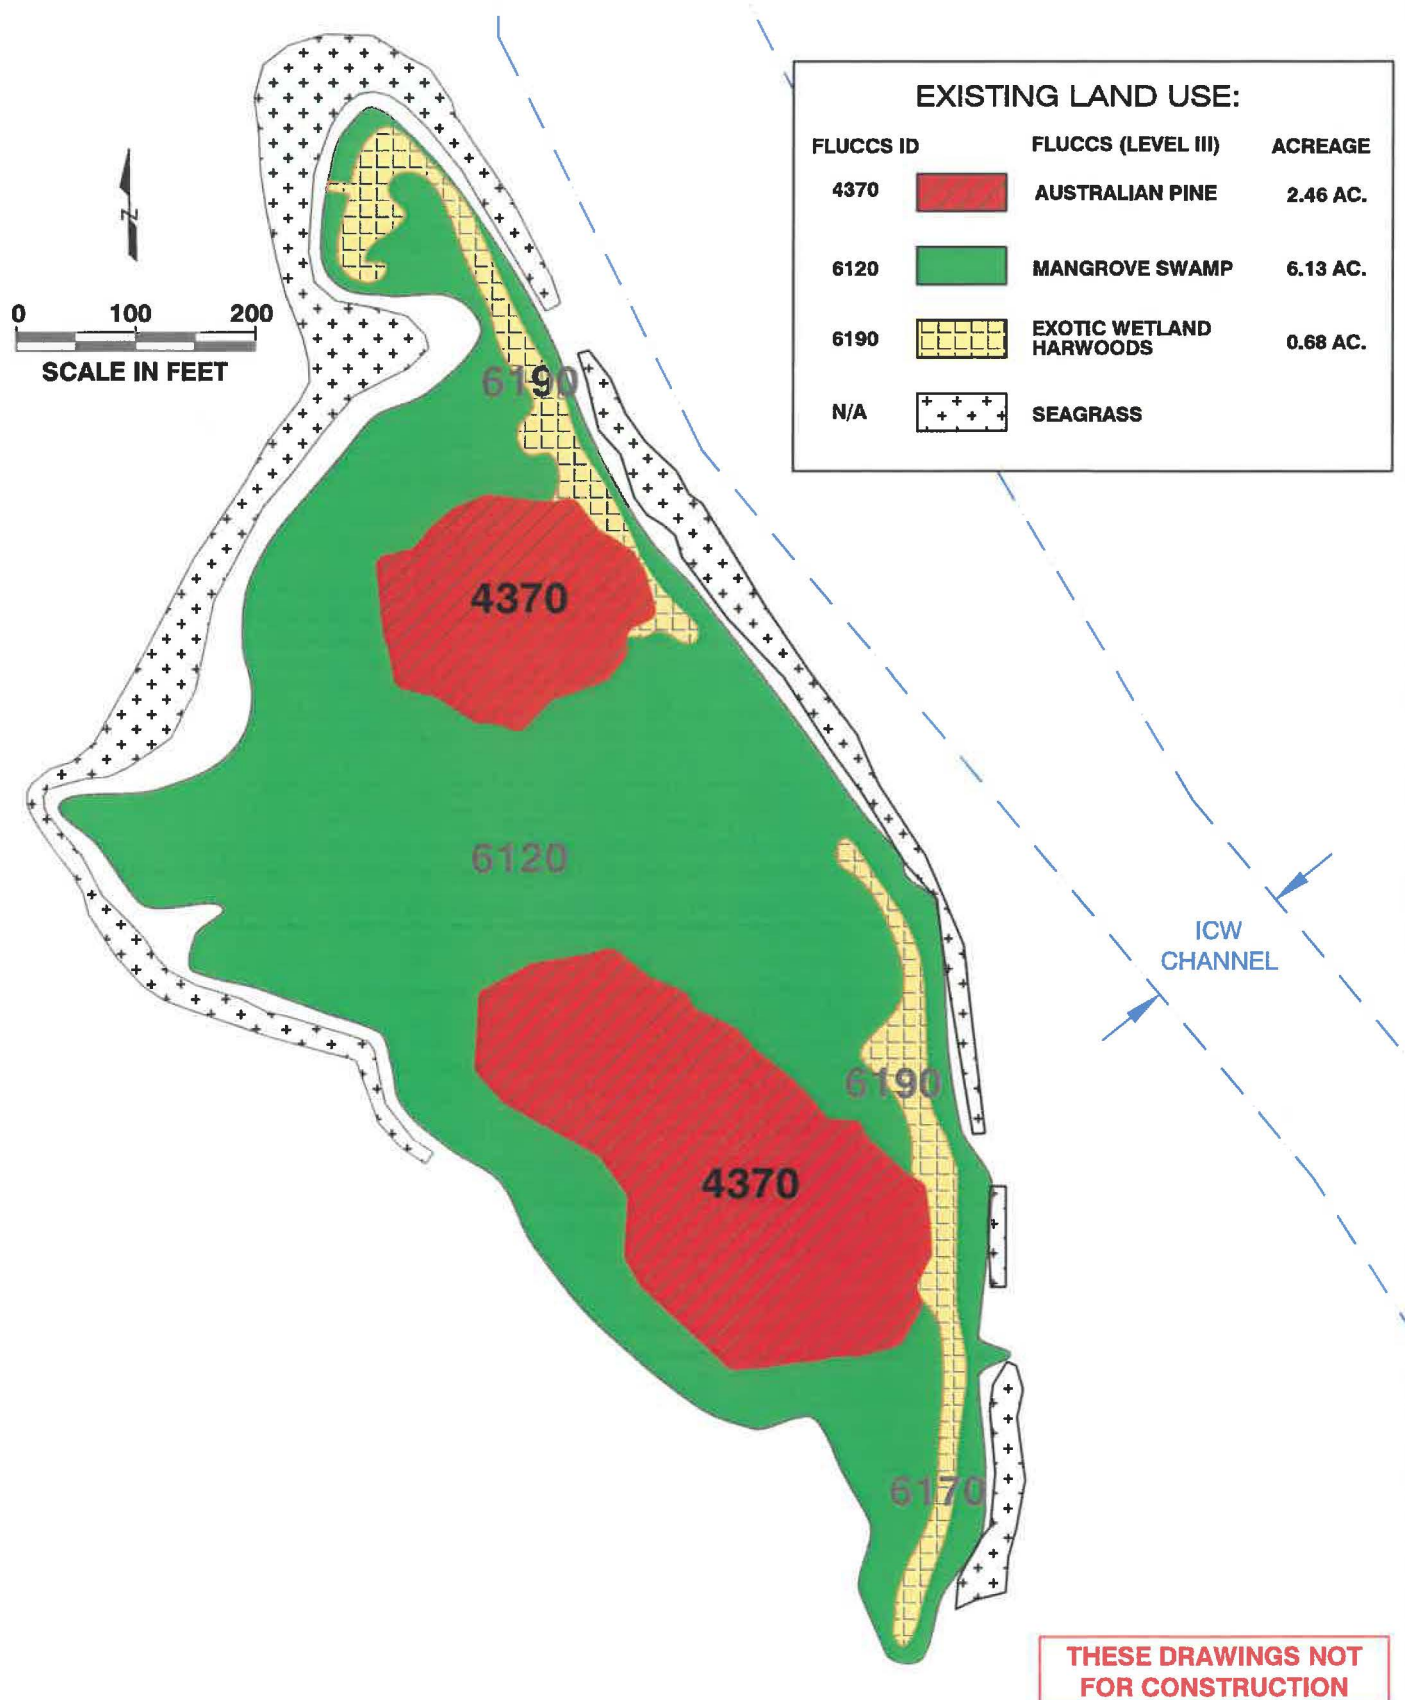 EXISTING LAND USE:
FLUCCS ID FLUCCS (LEVEL III) ACREAGE
4370 AUSTRALIAN PINE 2.46 AC.
6120 MANGROVE SWAMP 6.13 AC.
6190 EXOTIC WETLAND
HARWOODS 0.68 AC.
N/A SEAGRASS
N
0 100 200
SCALE IN FEET
6190
4370
6120
ICW
CHANNEL
6190
4370
6170
THESE DRAWINGS NOT
FOR CONSTRUCTION